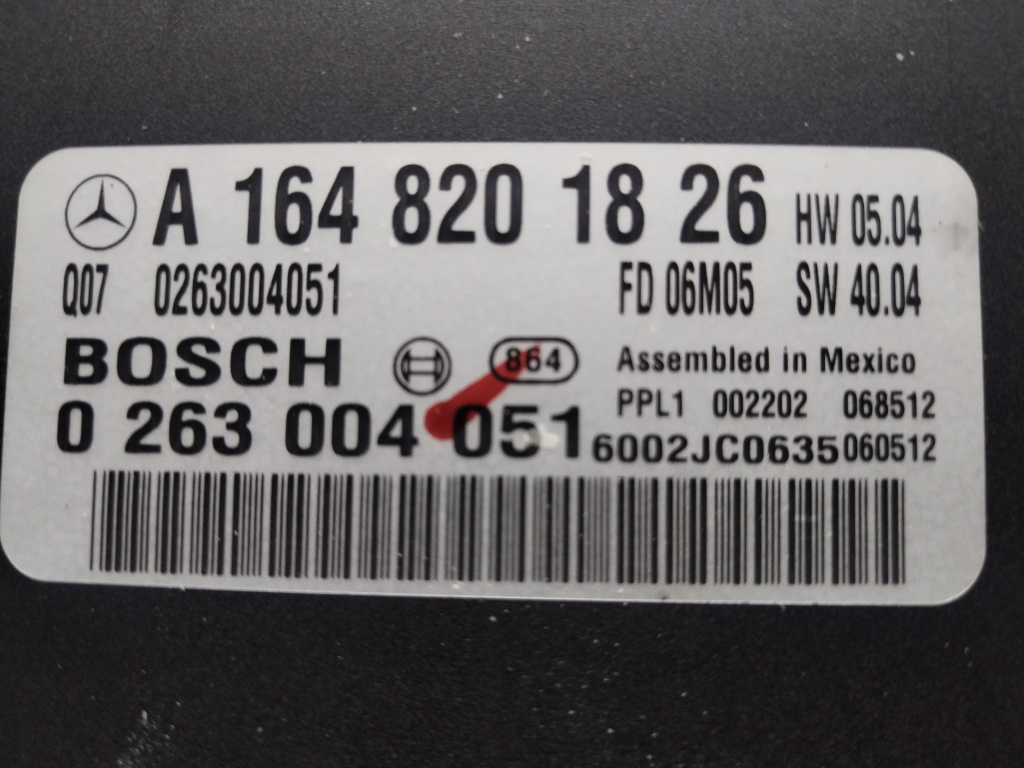 A 164 820 18 26 HW 05.04
Q07 0263004051 FD 06M05 SW 40.04
BOSCH 864 Assembled in Mexico
PPL1 002202 068512
0 263 004 051 6002JC0635 060512